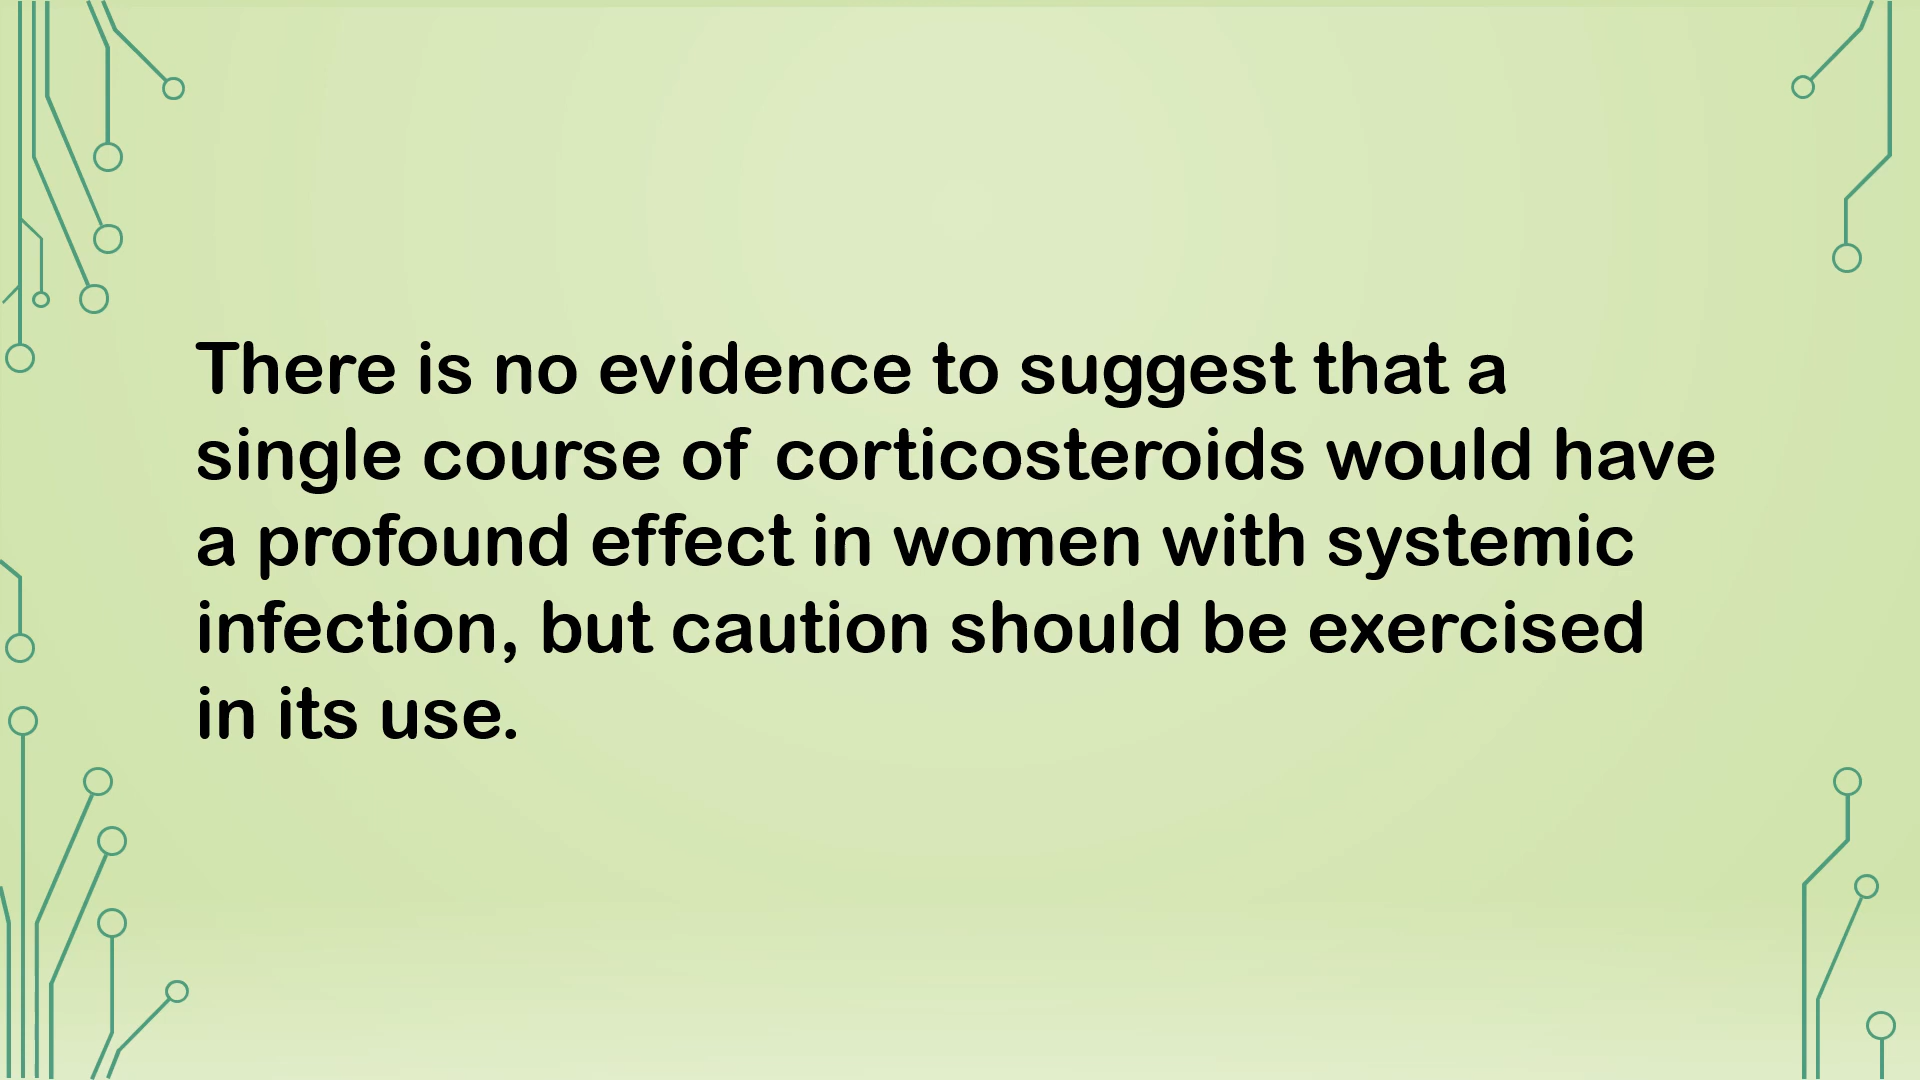 There is no evidence to suggest that a
single course of corticosteroids would have
a profound effect in women with systemic
infection, but caution should be exercised
in its use.